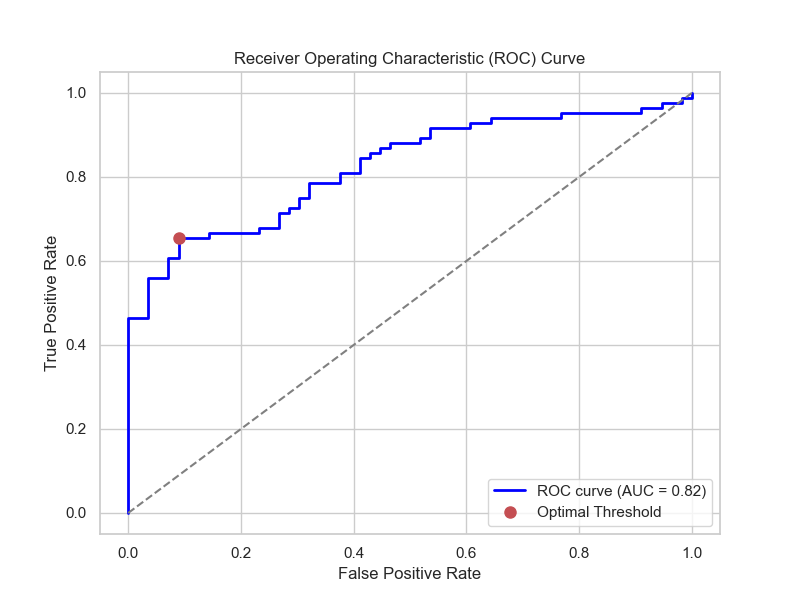 Receiver Operating Characteristic (ROC) Curve
True Positive Rate
1.0
0.8
0.6
0.4
0.2
0.0
0.0 0.2 0.4 0.6 0.8 1.0
False Positive Rate
ROC curve (AUC = 0.82)
Optimal Threshold